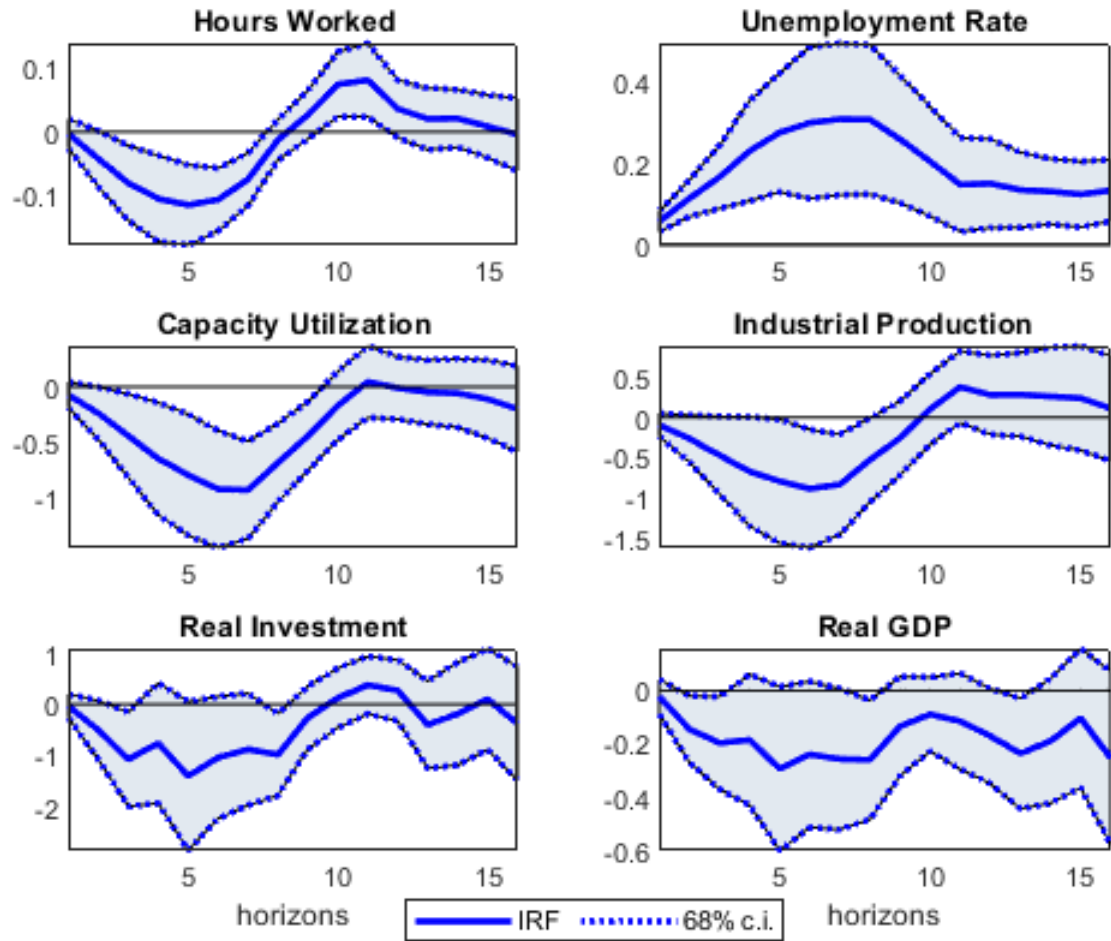 Hours Worked
0.1
0
-0.1
5 10 15
Unemployment Rate
0.4
0.2
0
5 10 15
Capacity Utilization
0
-0.5
-1
5 10 15
Industrial Production
0.5
0
-0.5
-1
-1.5
5 10 15
Real Investment
1
0
-1
-2
5 10 15
horizons
Real GDP
0
-0.2
-0.4
-0.6
5 10 15
horizons
IRF 68% c.i.